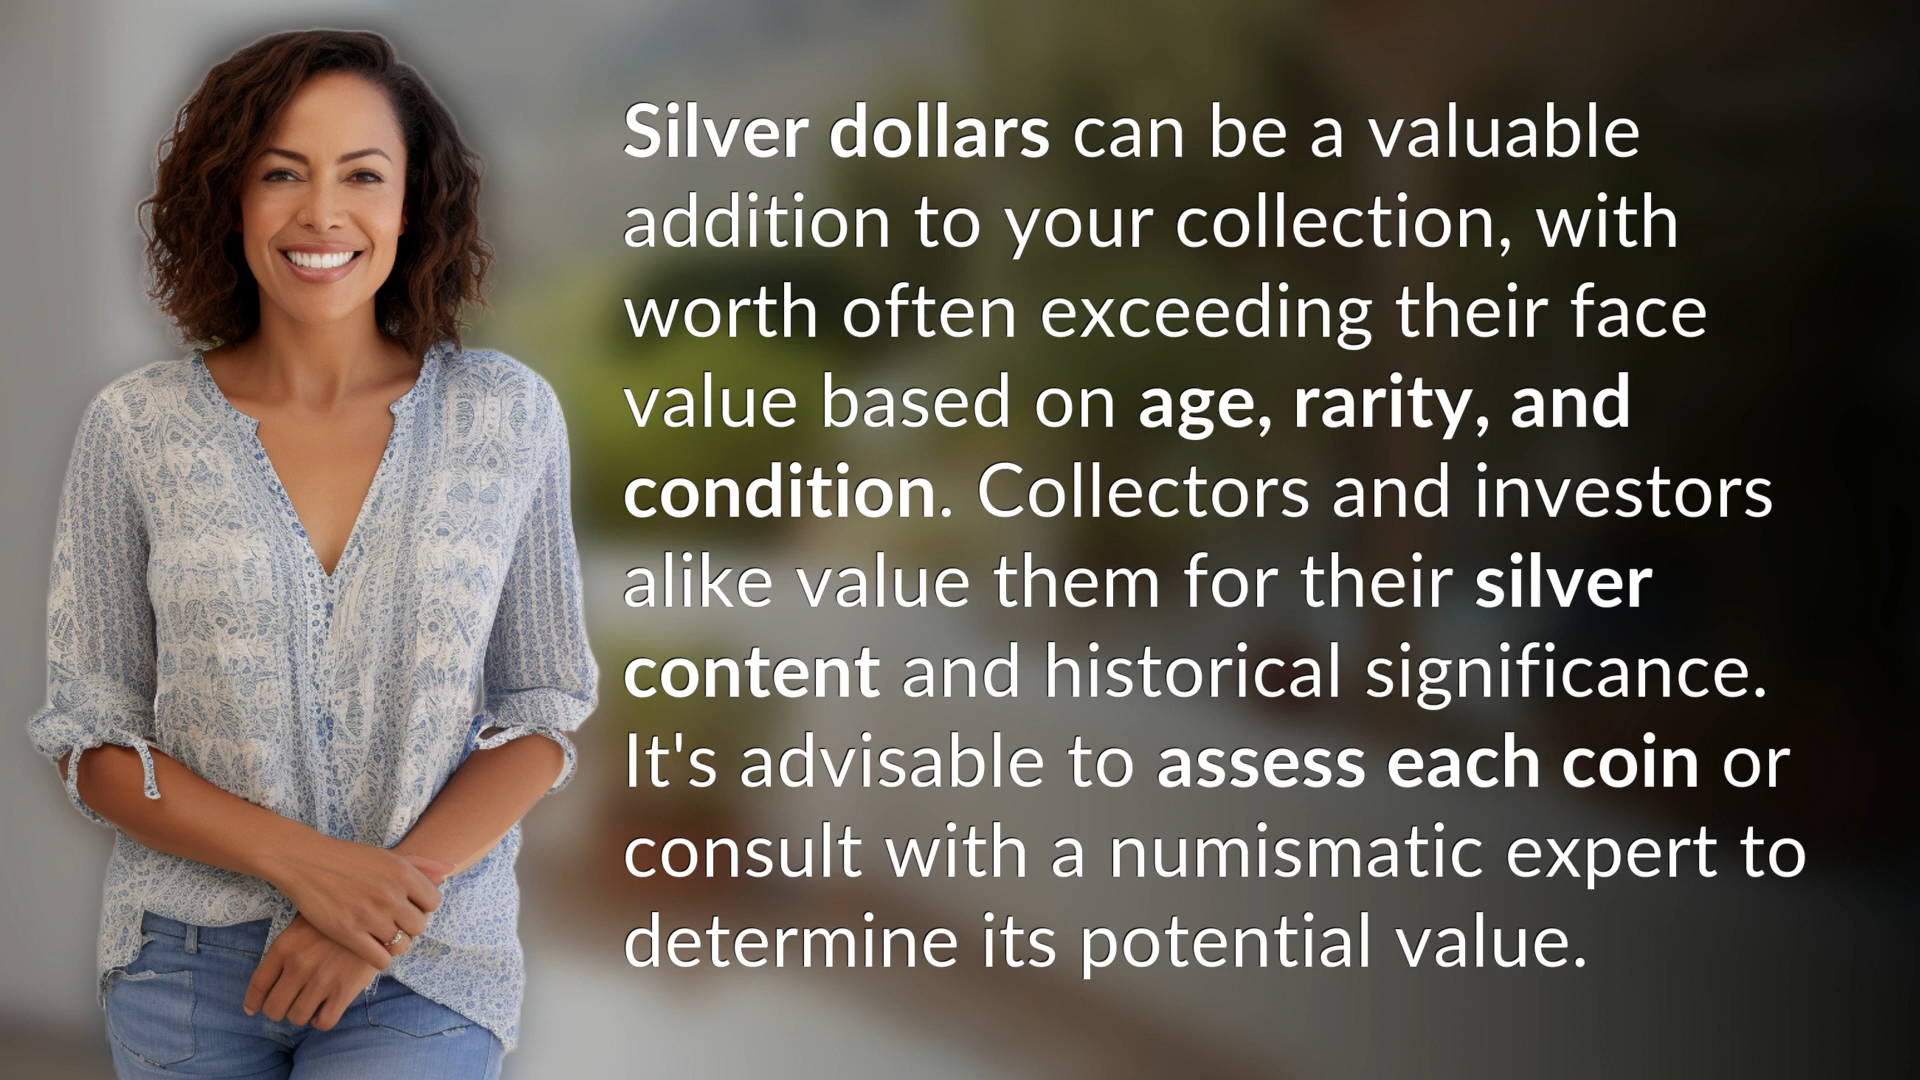 Silver dollars can be a valuable
addition to your collection, with
worth often exceeding their face
value based on age, rarity, and
condition. Collectors and investors
alike value them for their silver
content and historical significance.
It's advisable to assess each coin or
consult with a numismatic expert to
determine its potential value.